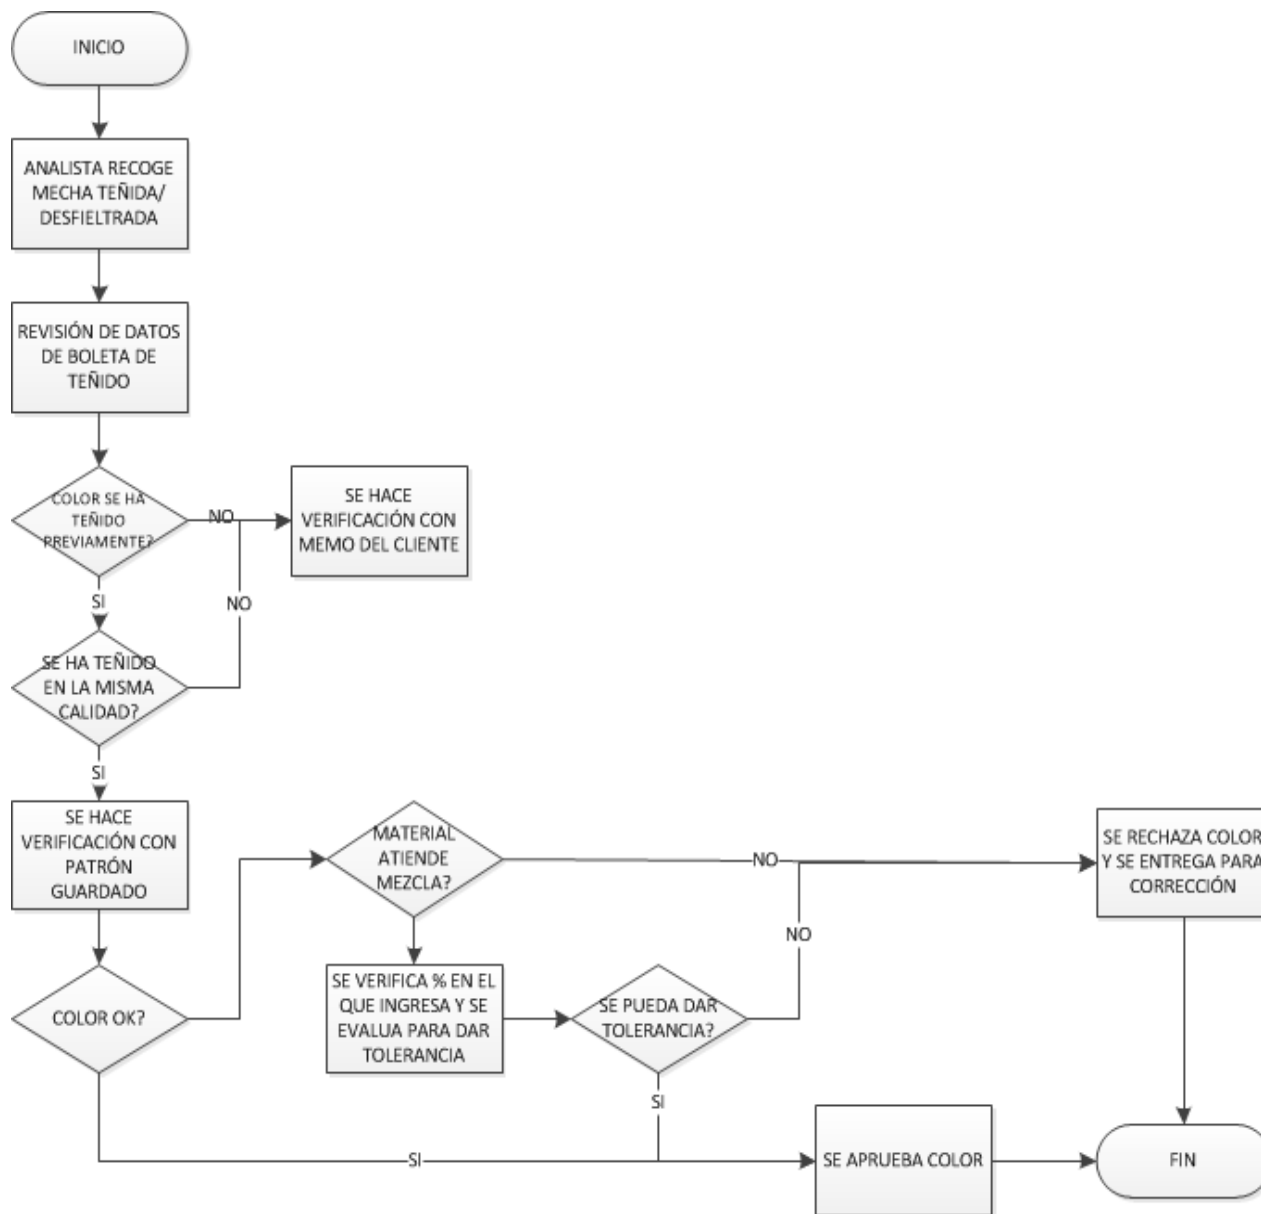 INICIO
ANALISTA RECOGE
MECHA TEÑIDA/
DESFIELTRADA
REVISIÓN DE DATOS
DE BOLETA DE
TEÑIDO
COLOR SE HA
TEÑIDO
PREVIAMENTE?
NO
SE HACE
VERIFICACIÓN CON
MEMO DEL CLIENTE
SI
NO
SE HA TEÑIDO
EN LA MISMA
CALIDAD?
SI
SE HACE
VERIFICACIÓN CON
PATRÓN
GUARDADO
MATERIAL
ATIENDE
MEZCLA?
NO
SE RECHAZA COLOR
Y SE ENTREGA PARA
CORRECCIÓN
NO
COLOR OK?
SE VERIFICA % EN EL
QUE INGRESA Y SE
EVALUA PARA DAR
TOLERANCIA
SE PUEDA DAR
TOLERANCIA?
SI
SI
SE APRUEBA COLOR
FIN